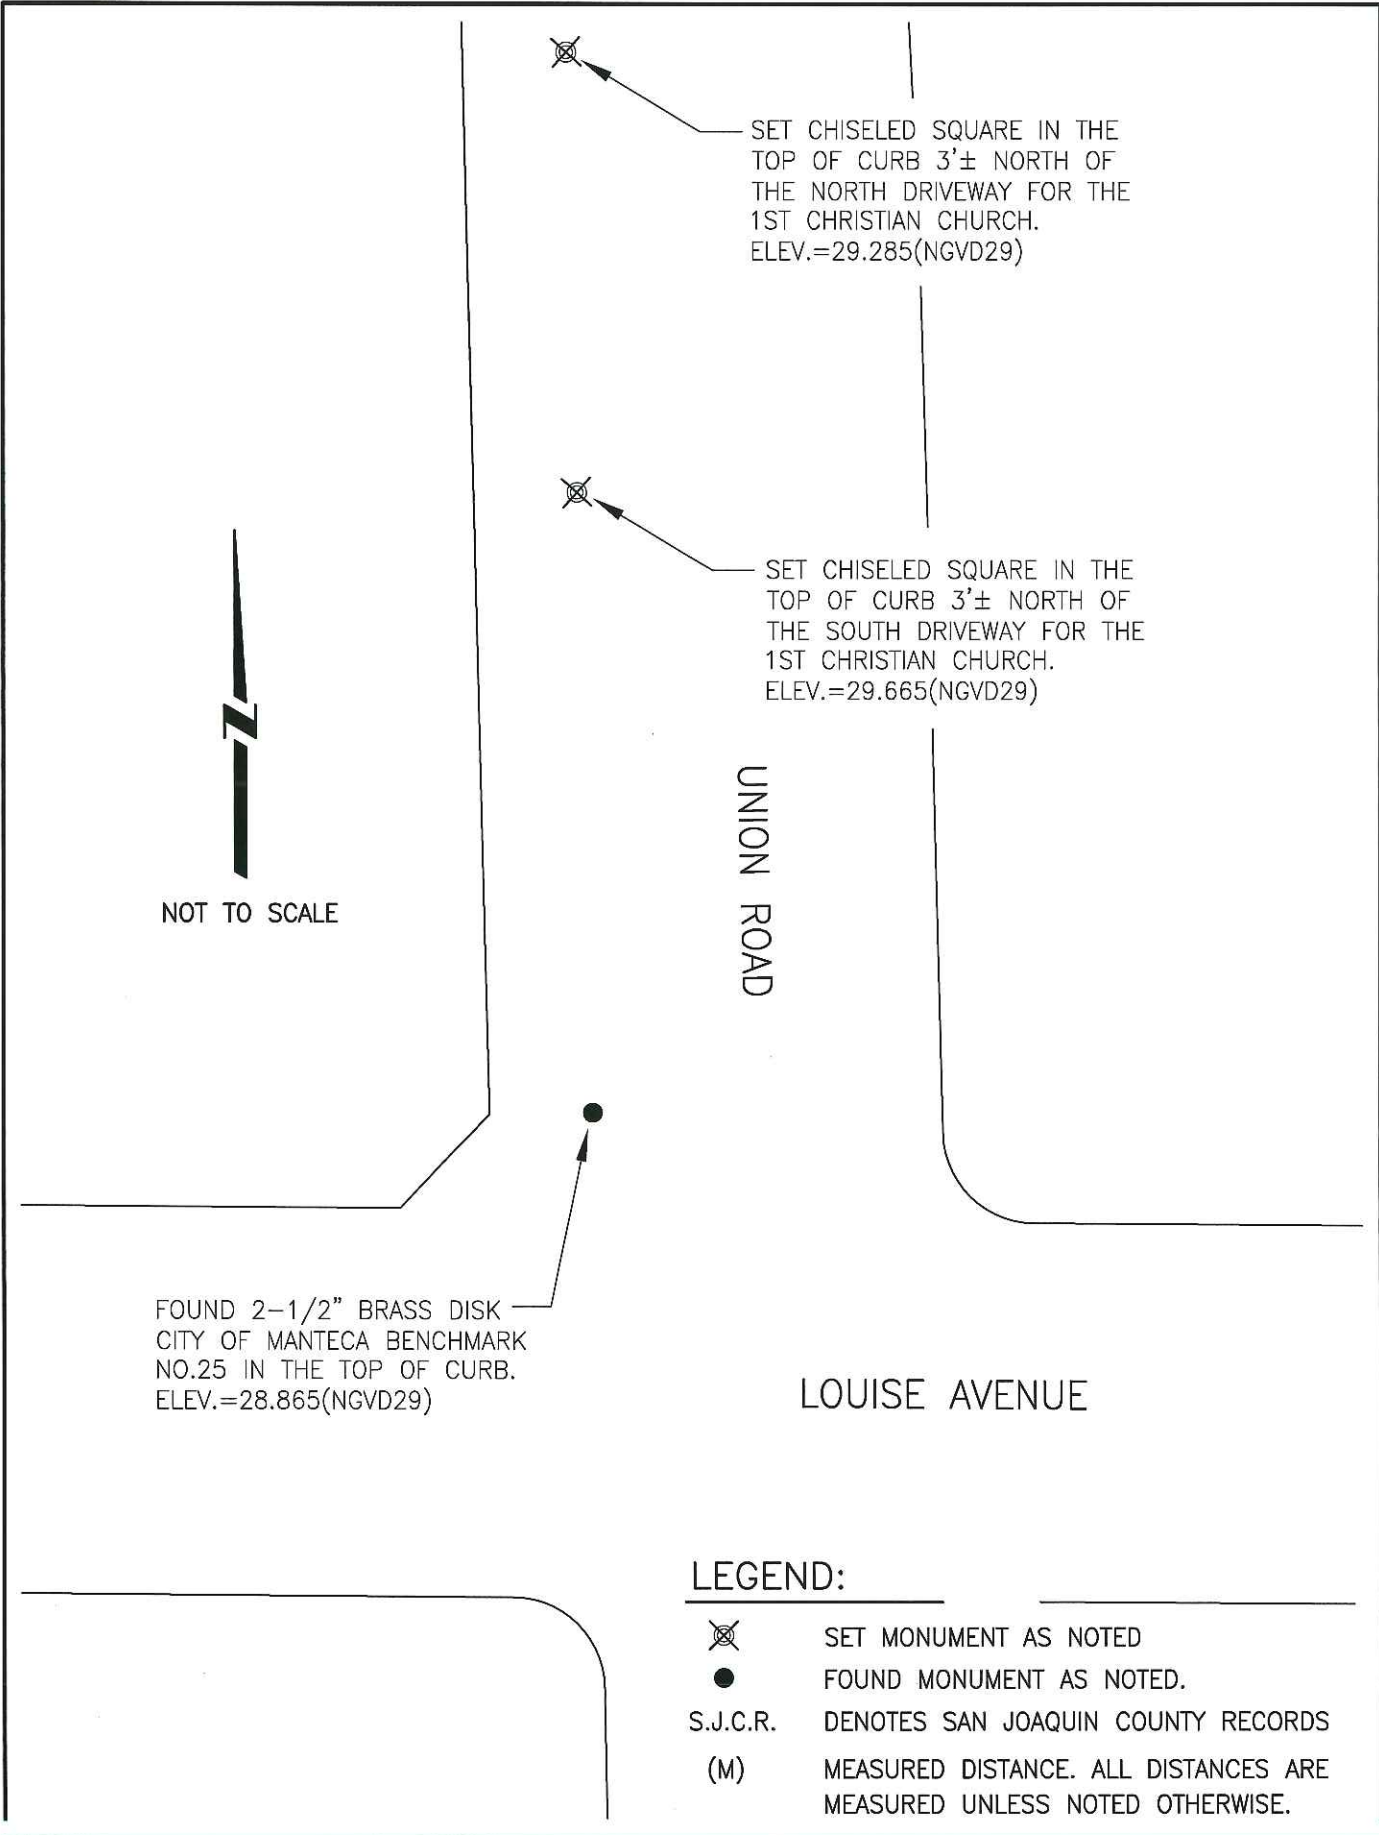 SET CHISELED SQUARE IN THE
TOP OF CURB 3'± NORTH OF
THE NORTH DRIVEWAY FOR THE
1ST CHRISTIAN CHURCH.
ELEV.=29.285(NGVD29)
SET CHISELED SQUARE IN THE
TOP OF CURB 3'± NORTH OF
THE SOUTH DRIVEWAY FOR THE
1ST CHRISTIAN CHURCH.
ELEV.=29.665(NGVD29)
N
NOT TO SCALE
UNION ROAD
FOUND 2-1/2" BRASS DISK
CITY OF MANTECA BENCHMARK
NO.25 IN THE TOP OF CURB.
ELEV.=28.865(NGVD29)
LOUISE AVENUE
LEGEND:
SET MONUMENT AS NOTED
FOUND MONUMENT AS NOTED.
S.J.C.R. DENOTES SAN JOAQUIN COUNTY RECORDS
(M) MEASURED DISTANCE. ALL DISTANCES ARE
MEASURED UNLESS NOTED OTHERWISE.